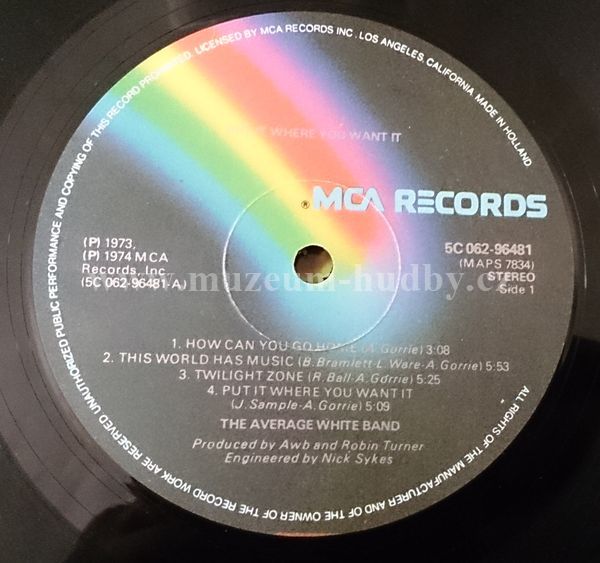 UNAUTHORIZED PUBLIC PERFORMANCE AND COPYING OF THIS RECORD PROHIBITED. LICENSED BY MCA RECORDS INC. LOS ANGELES, CALIFORNIA MADE IN HOLLAND.
IT WHERE YOU WANT IT
® MCA RECORDS
(P) 1973,
(P) 1974 MCA
Records, Inc.
(5C 062-96481-A)
5C 062-96481
(MAPS 7834)
STEREO
Side 1
www.muzeum-hudby.cz
1. HOW CAN YOU GO HOME (A. Gorrie) 3:08
2. THIS WORLD HAS MUSIC (B. Bramlett-L. Ware-A. Gorrie) 5:53
3. TWILIGHT ZONE (R. Ball-A. Gorrie) 5:25
4. PUT IT WHERE YOU WANT IT
(J. Sample-A. Gorrie) 5:09
THE AVERAGE WHITE BAND
Produced by Awb and Robin Turner
Engineered by Nick Sykes
ALL RIGHTS OF THE MANUFACTURER AND OF THE OWNER OF THE RECORD WORK ARE RESERVED